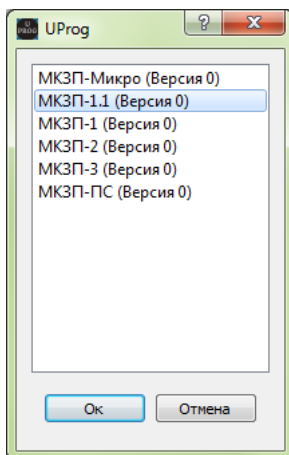 U
PROG
UProg
МКЗП-Микро (Версия 0)
МКЗП-1.1 (Версия 0)
МКЗП-1 (Версия 0)
МКЗП-2 (Версия 0)
МКЗП-3 (Версия 0)
МКЗП-ПС (Версия 0)
Ок
Отмена